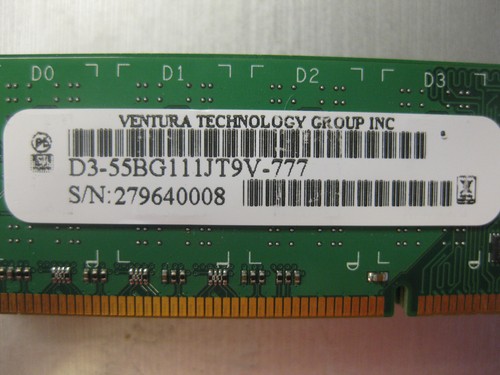 D0 D1 D2 D3
VENTURA TECHNOLOGY GROUP INC
D3-55BG111JT9V-777
S/N:279640008